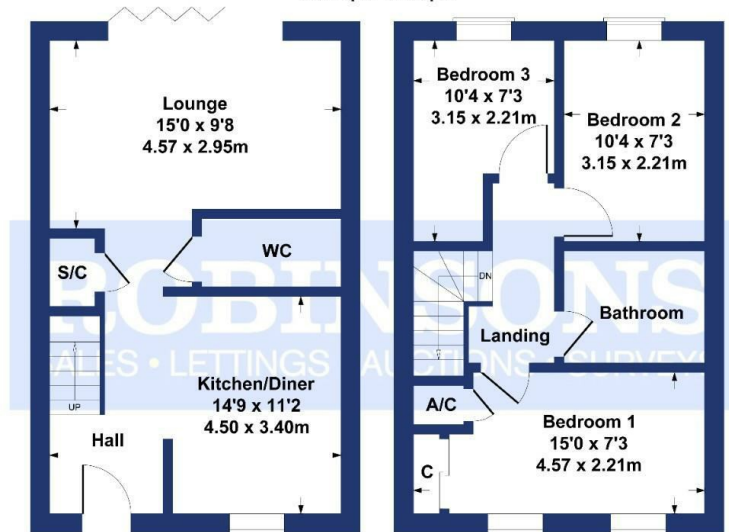 Lounge
15'0 x 9'8
4.57 x 2.95m
S/C
WC
Kitchen/Diner
14'9 x 11'2
4.50 x 3.40m
UP
Hall
Bedroom 3
10'4 x 7'3
3.15 x 2.21m
Bedroom 2
10'4 x 7'3
3.15 x 2.21m
DN
Landing
Bathroom
A/C
C
Bedroom 1
15'0 x 7'3
4.57 x 2.21m
ROBINSONS
SALES • LETTINGS AUCTIONS • SURVEYS